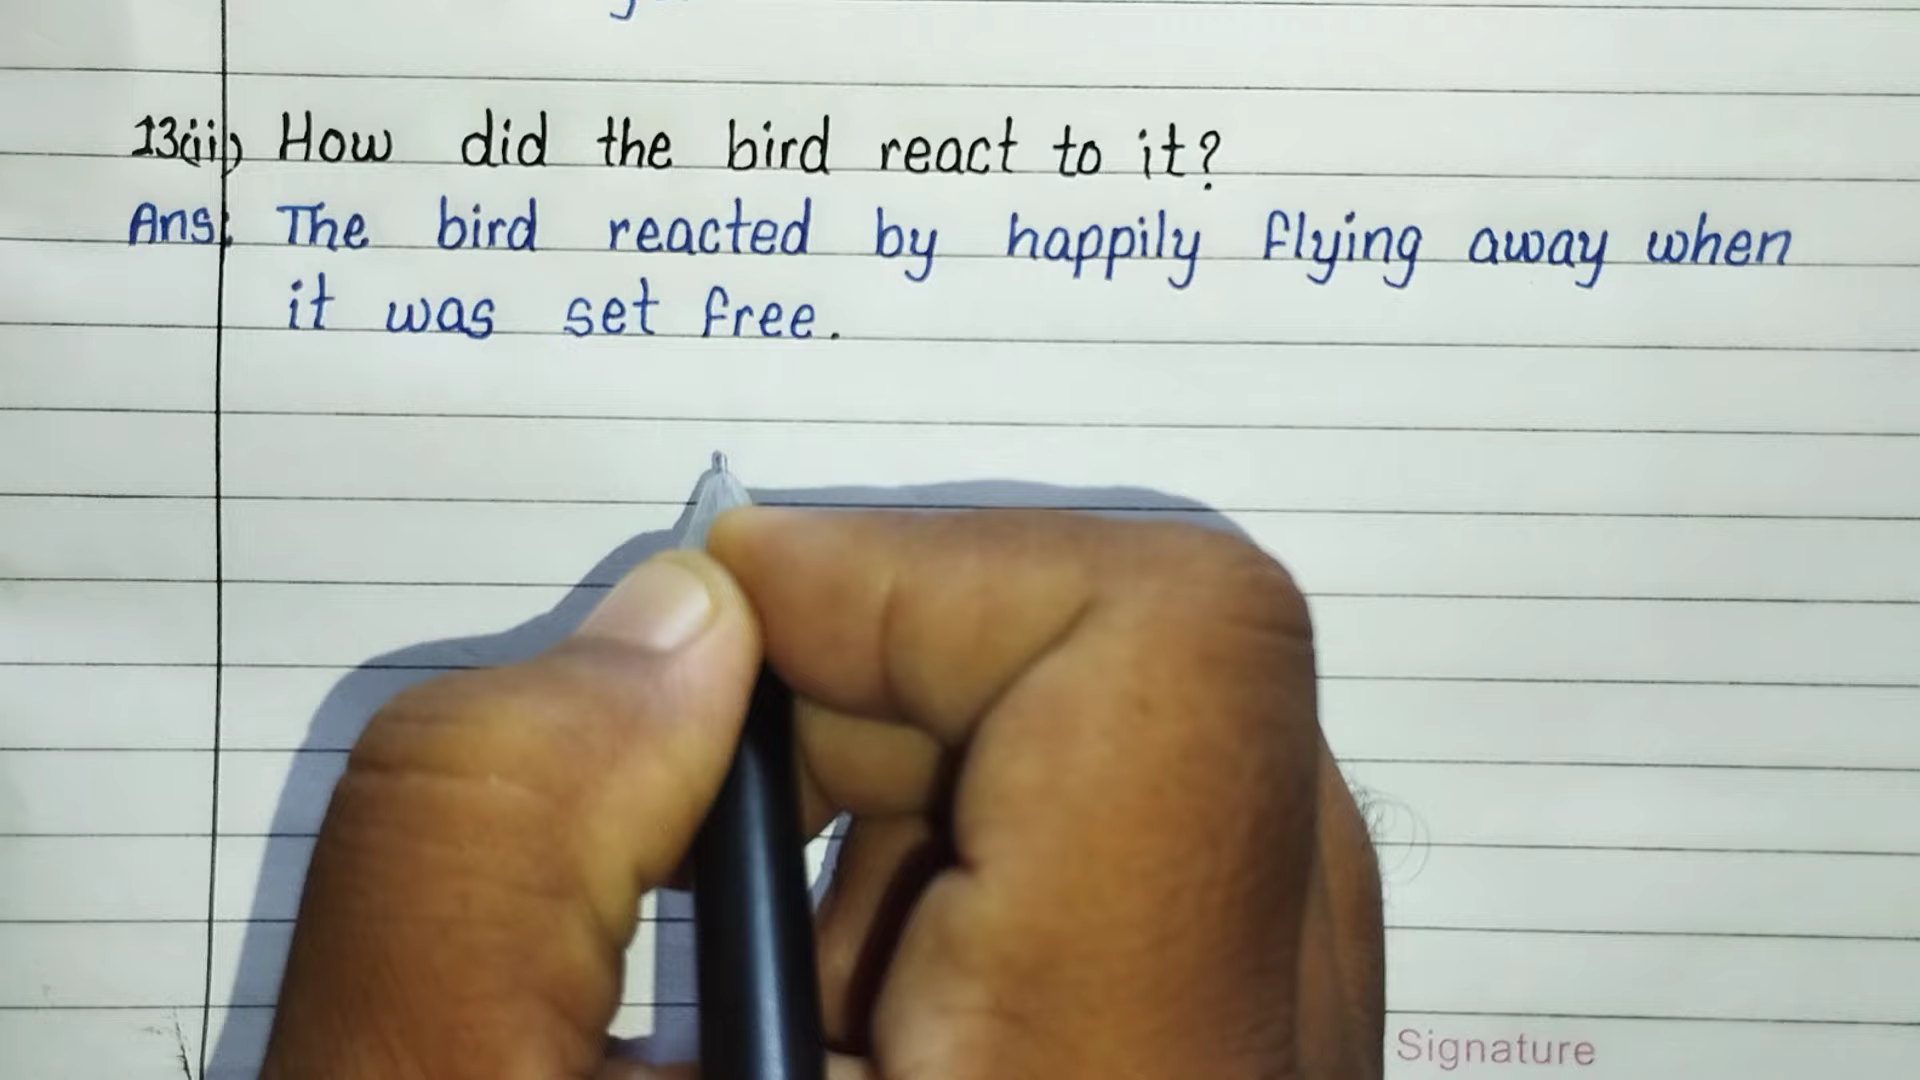 13(ii) How did the bird react to it?
Ans: The bird reacted by happily flying away when
it was set free.
Signature